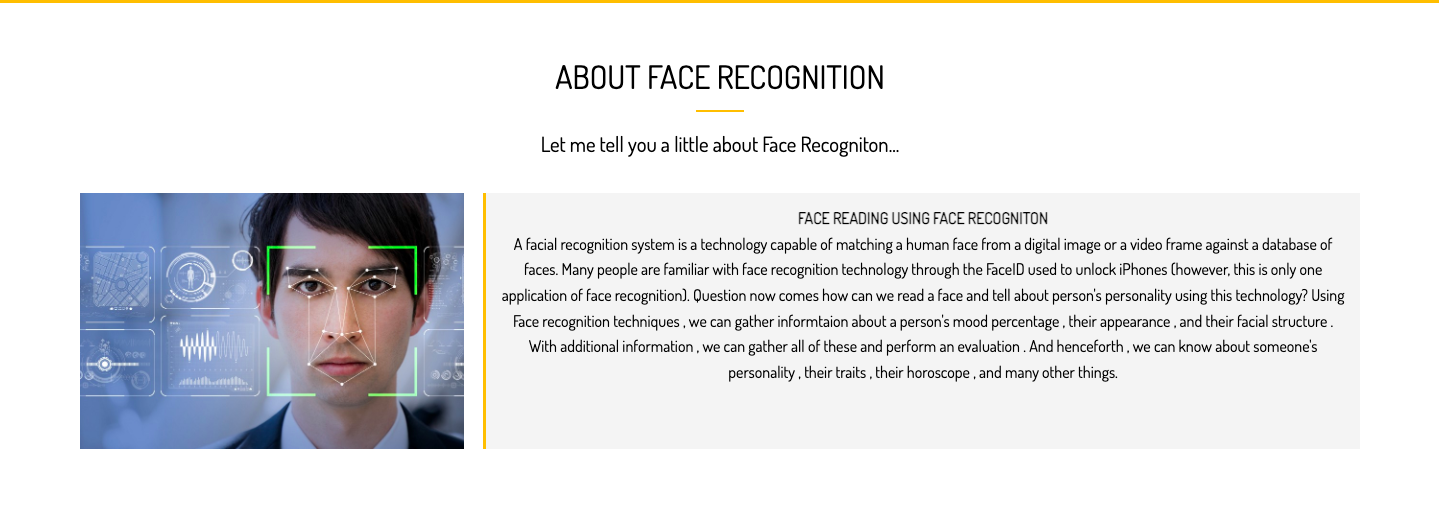 ABOUT FACE RECOGNITION
Let me tell you a little about Face Recogniton...
FACE READING USING FACE RECOGNITON
A facial recognition system is a technology capable of matching a human face from a digital image or a video frame against a database of
faces. Many people are familiar with face recognition technology through the FaceID used to unlock iPhones (however, this is only one
application of face recognition). Question now comes how can we read a face and tell about person's personality using this technology? Using
Face recognition techniques , we can gather informtaion about a person's mood percentage , their appearance , and their facial structure .
With additional information , we can gather all of these and perform an evaluation . And henceforth , we can know about someone's
personality , their traits , their horoscope , and many other things.